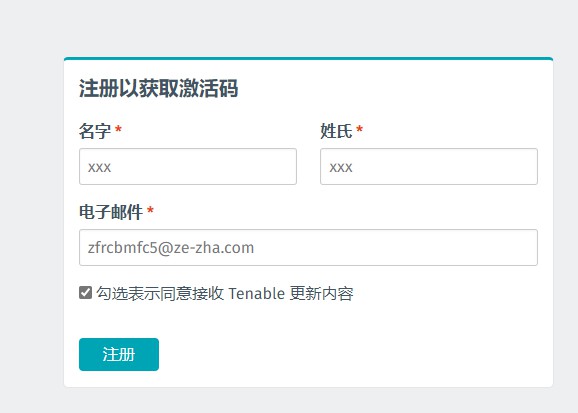 注册以获取激活码
名字 * 姓氏 *
xxx xxx
电子邮件 *
zfrcbmfc5@ze-zha.com
勾选表示同意接收 Tenable 更新内容
注册